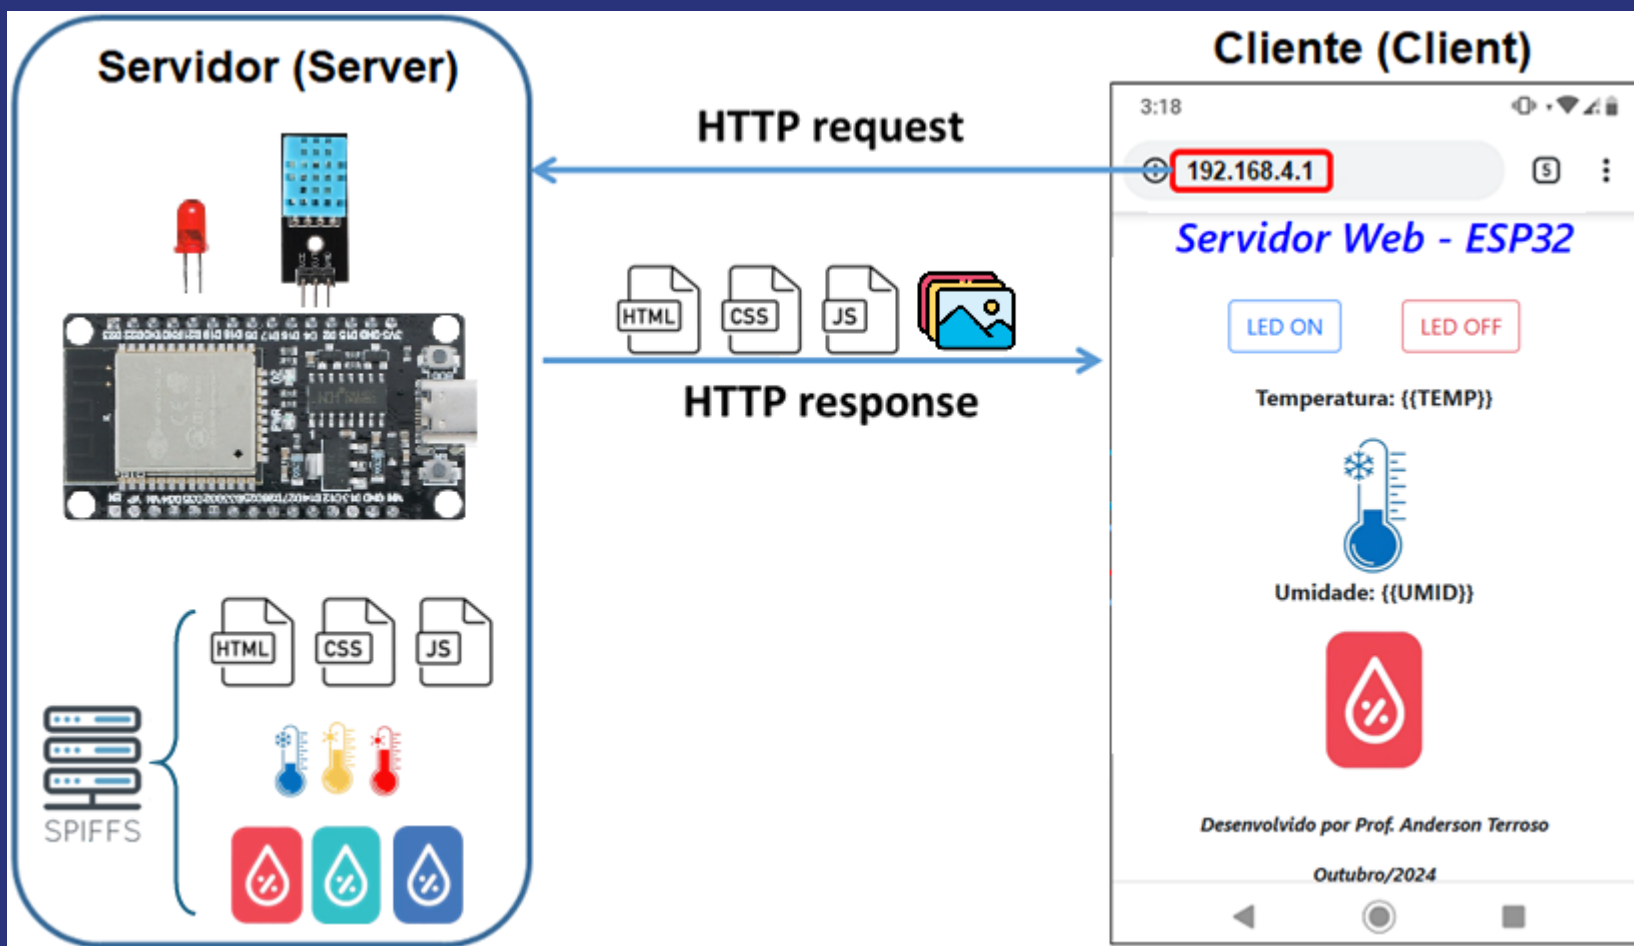 Servidor (Server)
Cliente (Client)
HTTP request
3:18
192.168.4.1
5
Servidor Web - ESP32
LED ON
LED OFF
HTML
CSS
JS
HTTP response
Temperatura: {{TEMP}}
Umidade: {{UMID}}
HTML
CSS
JS
SPIFFS
Desenvolvido por Prof. Anderson Terroso
Outubro/2024